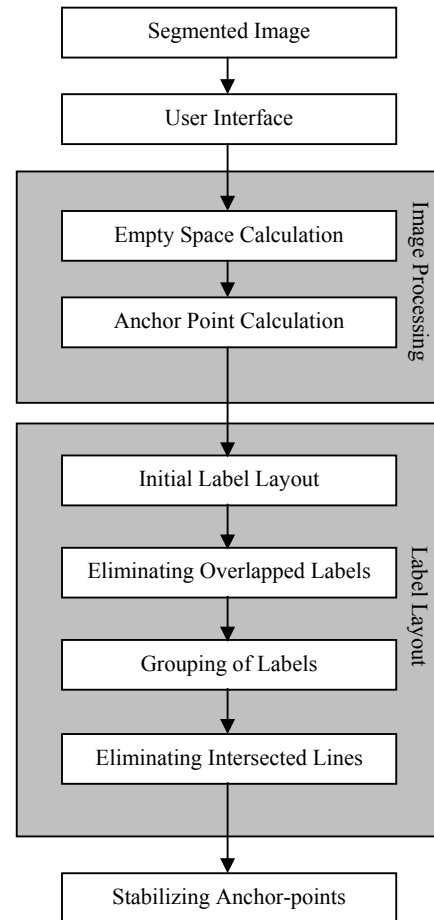 Segmented Image
User Interface
Image Processing
Empty Space Calculation
Anchor Point Calculation
Label Layout
Initial Label Layout
Eliminating Overlapped Labels
Grouping of Labels
Eliminating Intersected Lines
Stabilizing Anchor-points